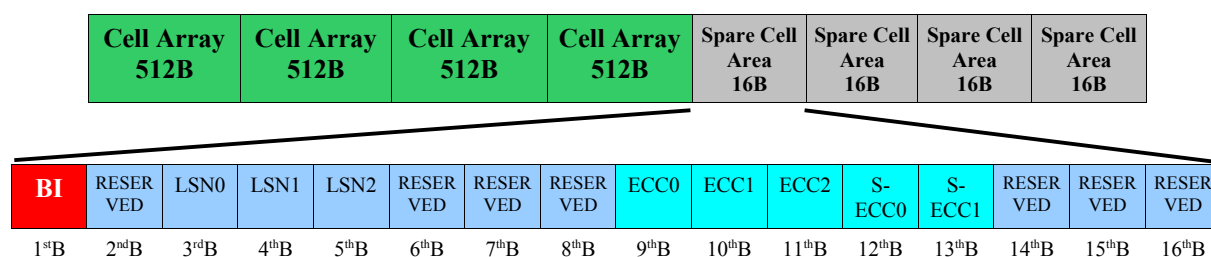 Cell Array Cell Array Cell Array Cell Array Spare Cell Spare Cell Spare Cell Spare Cell
512B 512B 512B 512B Area Area Area Area
16B 16B 16B 16B
BI RESER LSN0 LSN1 LSN2 RESER RESER RESER ECC0 ECC1 ECC2 S- S- RESER RESER RESER
VED VED VED VED ECC0 ECC1 VED VED VED
1stB 2ndB 3rdB 4thB 5thB 6thB 7thB 8thB 9thB 10thB 11thB 12thB 13thB 14thB 15thB 16thB